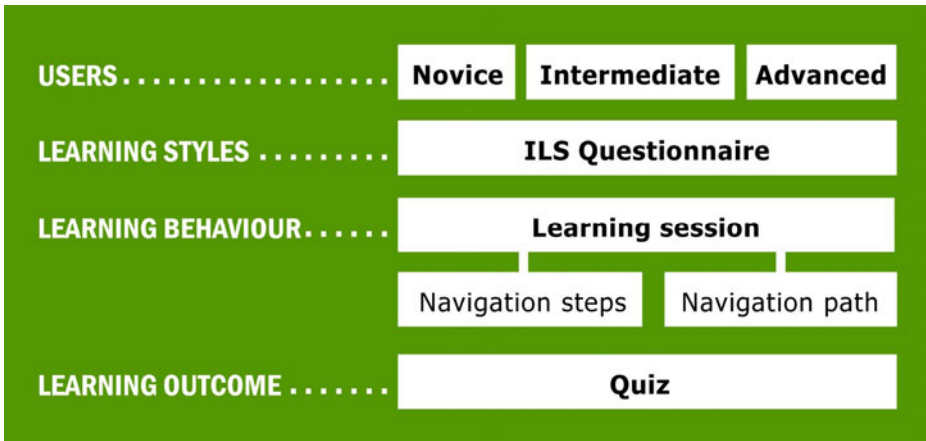 USERS.................. Novice Intermediate Advanced
LEARNING STYLES ......... ILS Questionnaire
LEARNING BEHAVIOUR...... Learning session
Navigation steps Navigation path
LEARNING OUTCOME ....... Quiz